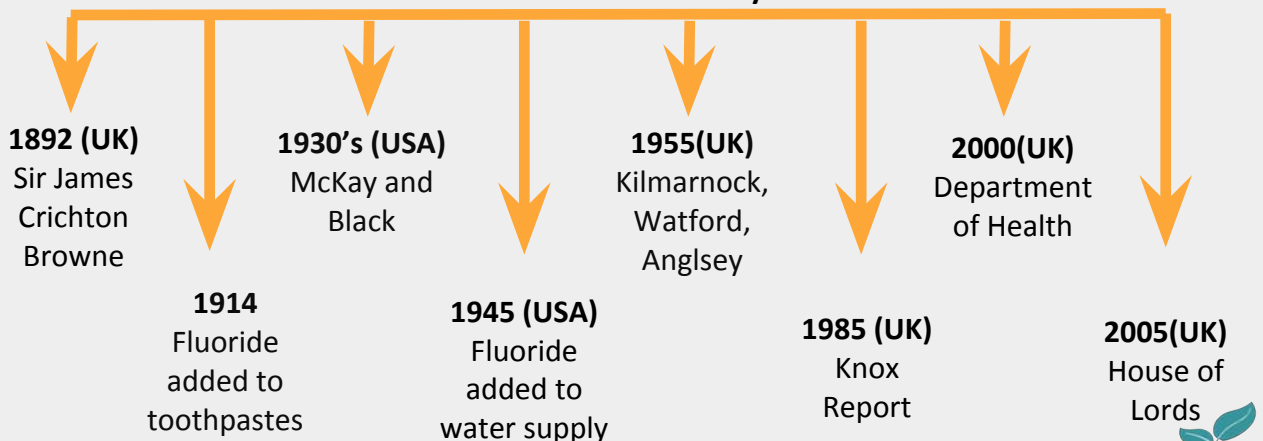 1892 (UK)
Sir James
Crichton
Browne
1914
Fluoride
added to
toothpastes
1930’s (USA)
McKay and
Black
1945 (USA)
Fluoride
added to
water supply
1955(UK)
Kilmarnock,
Watford,
Anglsey
1985 (UK)
Knox
Report
2000(UK)
Department
of Health
2005(UK)
House of
Lords